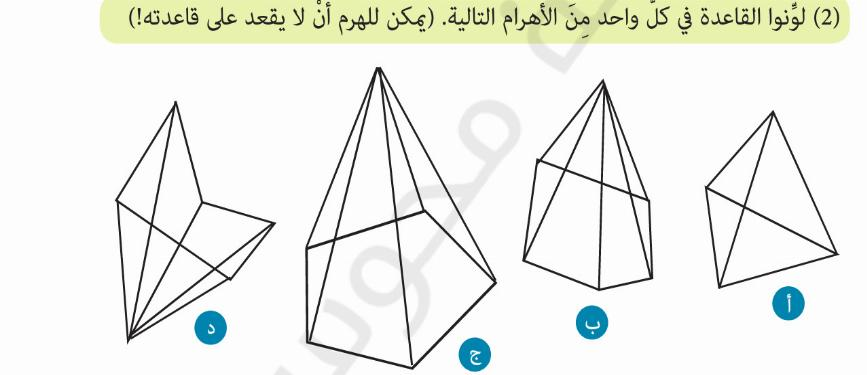 (2) لوِّنوا القاعدة في كلّ واحد مِنَ الأهرام التالية. (يمكن للهرم أنْ لا يقعد على قاعدته!)
أ
ب
ج
د